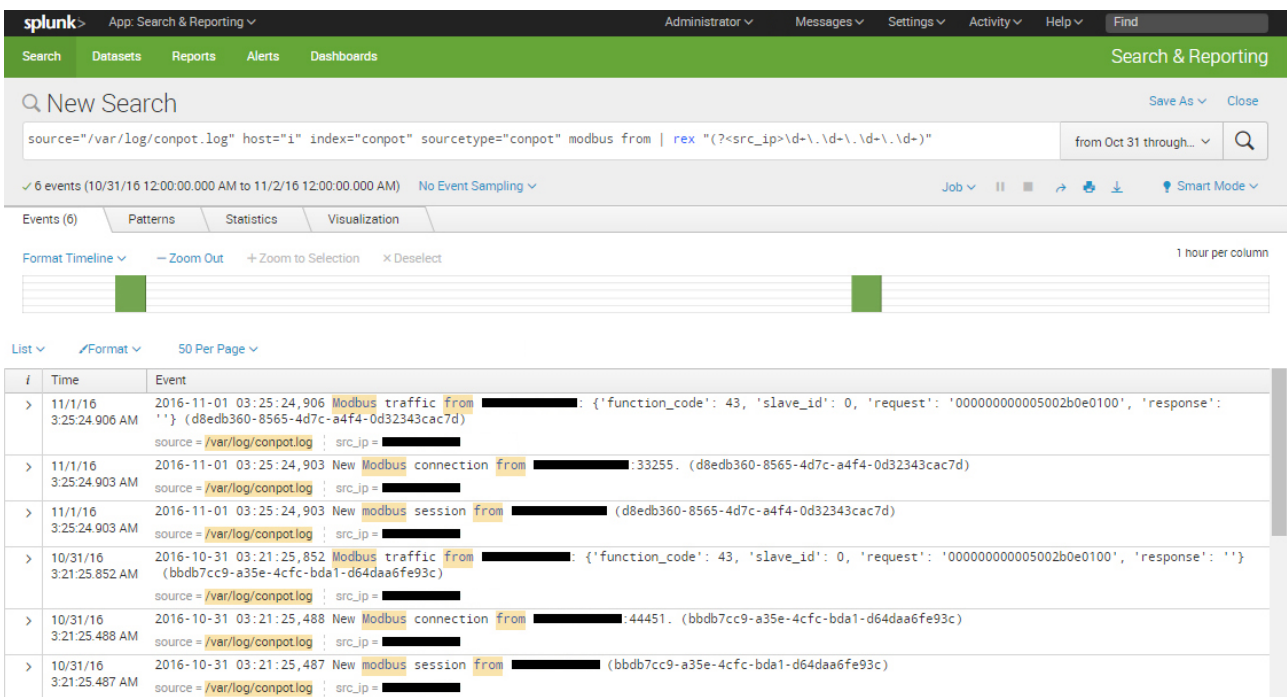 splunk> App: Search & Reporting Administrator Messages Settings Activity Help Find
Search Datasets Reports Alerts Dashboards Search & Reporting
New Search Save As Close
source="/var/log/conpot.log" host="i" index="conpot" sourcetype="conpot" modbus from | rex "(?<src_ip>\d+\.\d+\.\d+\.\d+)" from Oct 31 through...
✓ 6 events (10/31/16 12:00:00.000 AM to 11/2/16 12:00:00.000 AM) No Event Sampling Job Smart Mode
Events (6) Patterns Statistics Visualization
Format Timeline — Zoom Out + Zoom to Selection × Deselect 1 hour per column
List Format 50 Per Page
i Time Event
> 11/1/16 2016-11-01 03:25:24,906 Modbus traffic from : {'function_code': 43, 'slave_id': 0, 'request': '000000000005002b0e0100', 'response':
3:25:24.906 AM ''} (d8edb360-8565-4d7c-a4f4-0d32343cac7d)
source = /var/log/conpot.log src_ip =
> 11/1/16 2016-11-01 03:25:24,903 New Modbus connection from :33255. (d8edb360-8565-4d7c-a4f4-0d32343cac7d)
3:25:24.903 AM source = /var/log/conpot.log src_ip =
> 11/1/16 2016-11-01 03:25:24,903 New modbus session from (d8edb360-8565-4d7c-a4f4-0d32343cac7d)
3:25:24.903 AM source = /var/log/conpot.log src_ip =
> 10/31/16 2016-10-31 03:21:25,852 Modbus traffic from : {'function_code': 43, 'slave_id': 0, 'request': '000000000005002b0e0100', 'response': ''}
3:21:25.852 AM (bbdb7cc9-a35e-4cfc-bda1-d64daa6fe93c)
source = /var/log/conpot.log src_ip =
> 10/31/16 2016-10-31 03:21:25,488 New Modbus connection from :44451. (bbdb7cc9-a35e-4cfc-bda1-d64daa6fe93c)
3:21:25.488 AM source = /var/log/conpot.log src_ip =
> 10/31/16 2016-10-31 03:21:25,487 New modbus session from (bbdb7cc9-a35e-4cfc-bda1-d64daa6fe93c)
3:21:25.487 AM source = /var/log/conpot.log src_ip =